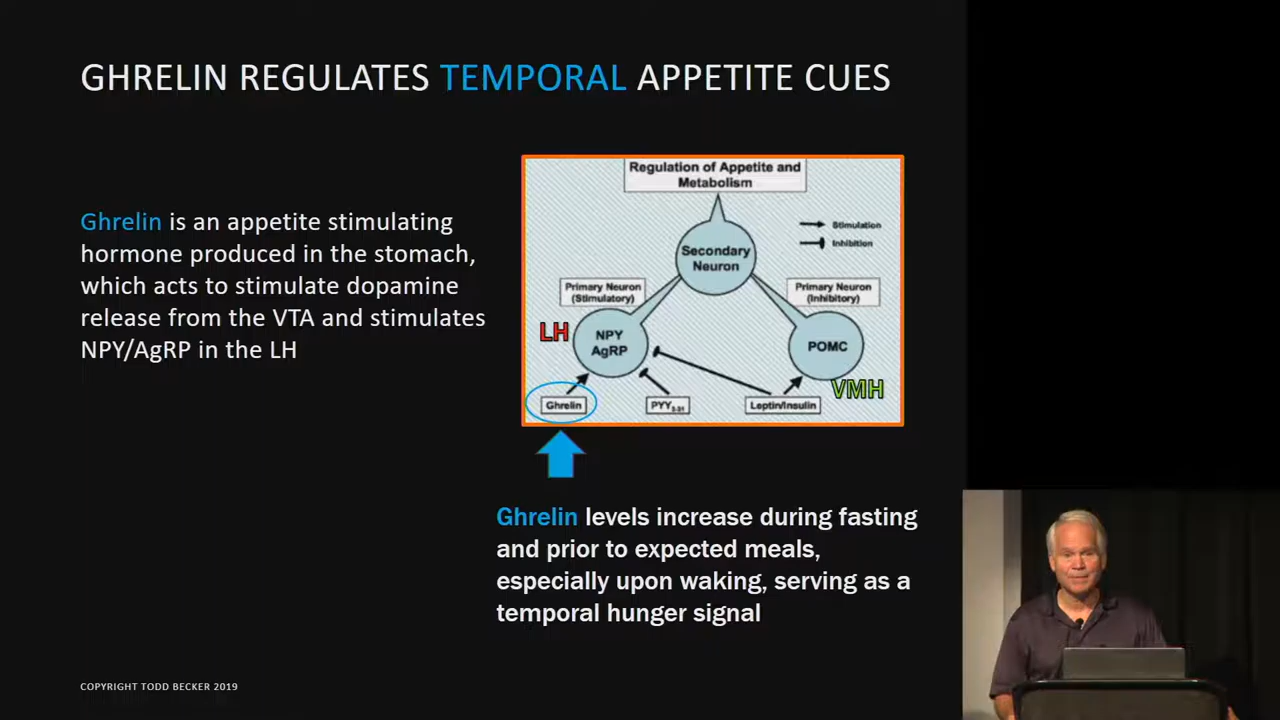 GHRELIN REGULATES TEMPORAL APPETITE CUES
Ghrelin is an appetite stimulating
hormone produced in the stomach,
which acts to stimulate dopamine
release from the VTA and stimulates
NPY/AgRP in the LH
Regulation of Appetite and
Metabolism
Stimulation
Inhibition
Secondary
Neuron
Primary Neuron
(Stimulatory)
Primary Neuron
(Inhibitory)
LH
NPY
AgRP
POMC
VMH
Ghrelin
PYY3-36
Leptin/Insulin
Ghrelin levels increase during fasting
and prior to expected meals,
especially upon waking, serving as a
temporal hunger signal
COPYRIGHT TODD BECKER 2019